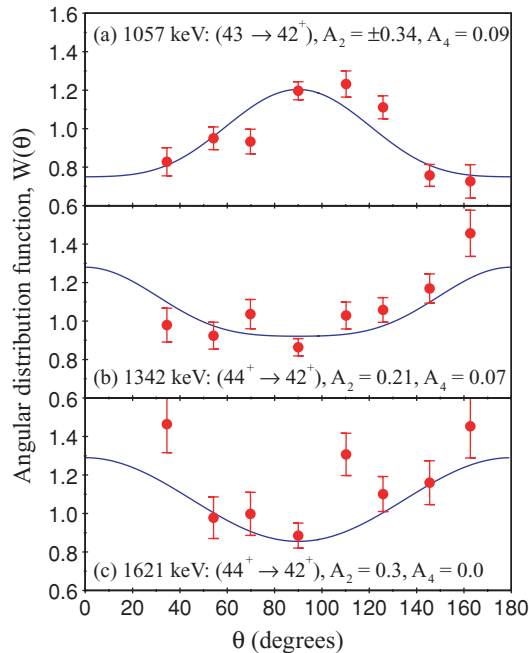 (a) 1057 keV: (43 → 42⁺), A₂ = ±0.34, A₄ = 0.09
1.4
1.2
1.0
0.8
0.6
1.4
1.2
1.0
0.8
(b) 1342 keV: (44⁺ → 42⁺), A₂ = 0.21, A₄ = 0.07
0.6
1.4
1.2
1.0
0.8
(c) 1621 keV: (44⁺ → 42⁺), A₂ = 0.3, A₄ = 0.0
0.6
0 20 40 60 80 100 120 140 160 180
θ (degrees)
Angular distribution function, W(θ)